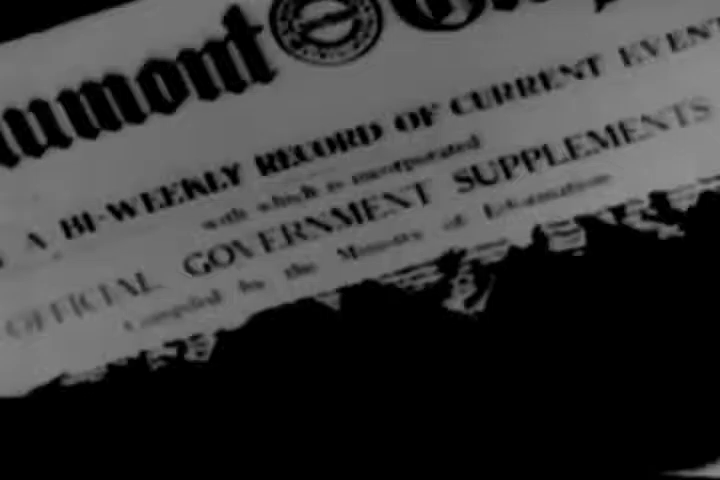 umont
A BI-WEEKLY RECORD OF CURRENT EVENT
with which is incorporated
OFFICIAL GOVERNMENT SUPPLEMENTS
Compiled by the Ministry of Information